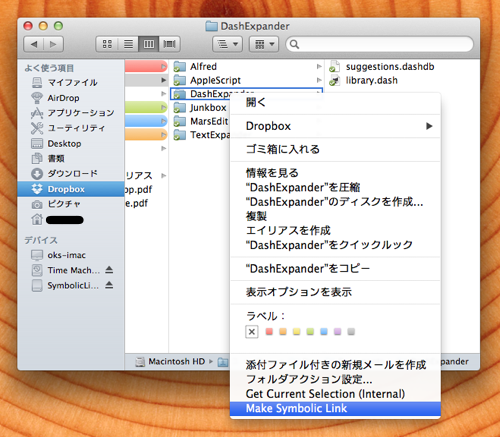 DashExpander
よく使う項目
マイファイル
AirDrop
アプリケーション
ユーティリティ
Desktop
書類
ダウンロード
Dropbox
ピクチャ
デバイス
oks-imac
Time Mach...
SymbolicLi...
リアス
op.pdf
e.pdf
Alfred
AppleScript
DashExpander
Junkbox
MarsEdit
TextExpa
suggestions.dashdb
library.dash
開く
Dropbox
ゴミ箱に入れる
情報を見る
“DashExpander”を圧縮
“DashExpander”のディスクを作成...
複製
エイリアスを作成
“DashExpander”をクイックルック
“DashExpander”をコピー
表示オプションを表示
ラベル：
添付ファイル付きの新規メールを作成
フォルダアクション設定...
Get Current Selection (Internal)
Make Symbolic Link
Macintosh HD
xpander